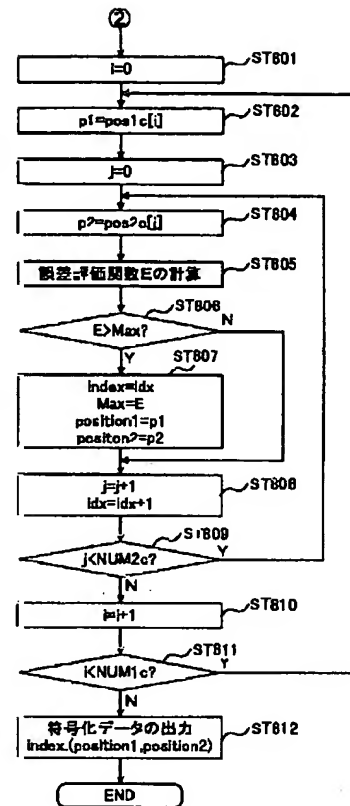 ②
i=0
ST601
p1=pos1c[i]
ST602
j=0
ST603
p2=pos2c[j]
ST604
誤差評価関数Eの計算
ST605
ST606
E>Max?
N
Y
ST607
index=idx
Max=E
position1=p1
positon2=p2
j=j+1
idx=idx+1
ST608
ST609
j<NUM2c?
Y
N
i=i+1
ST610
ST611
i<NUM1c?
Y
N
符号化データの出力
index,(position1,position2)
ST612
END